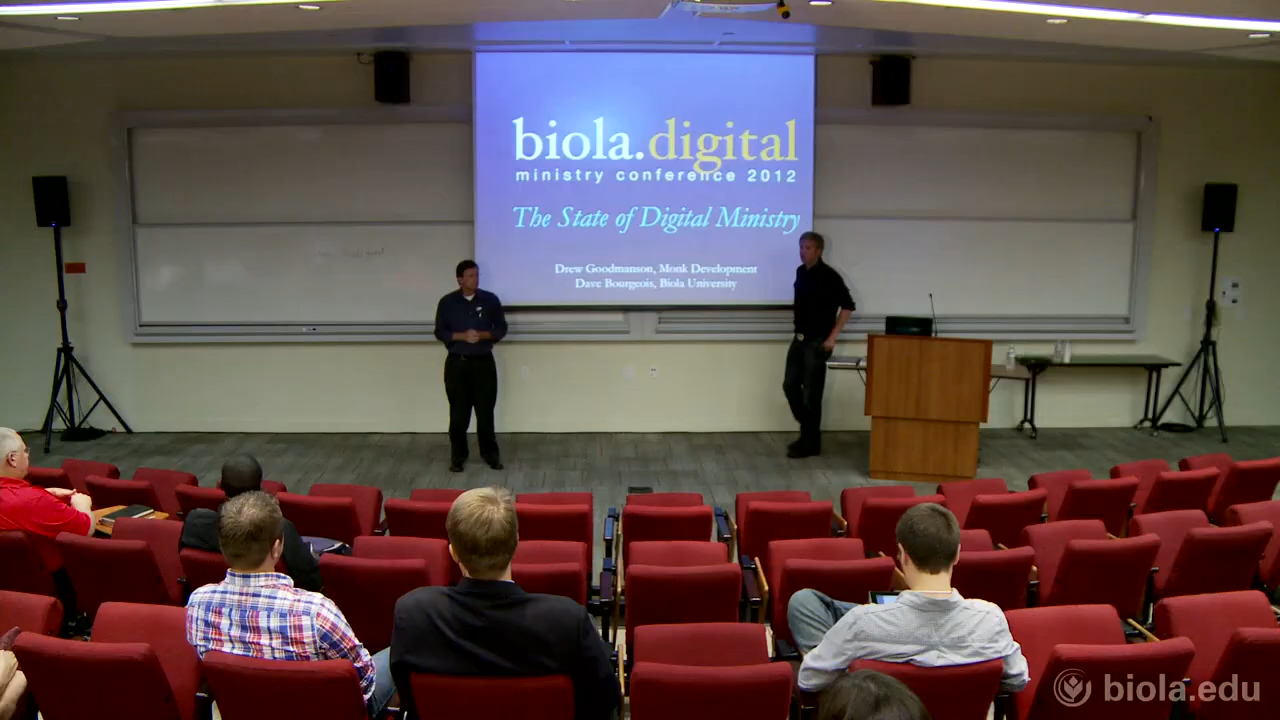 biola.digital
ministry conference 2012
The State of Digital Ministry
Drew Goodmanson, Monk Development
Dave Bourgeois, Biola University
biola.edu